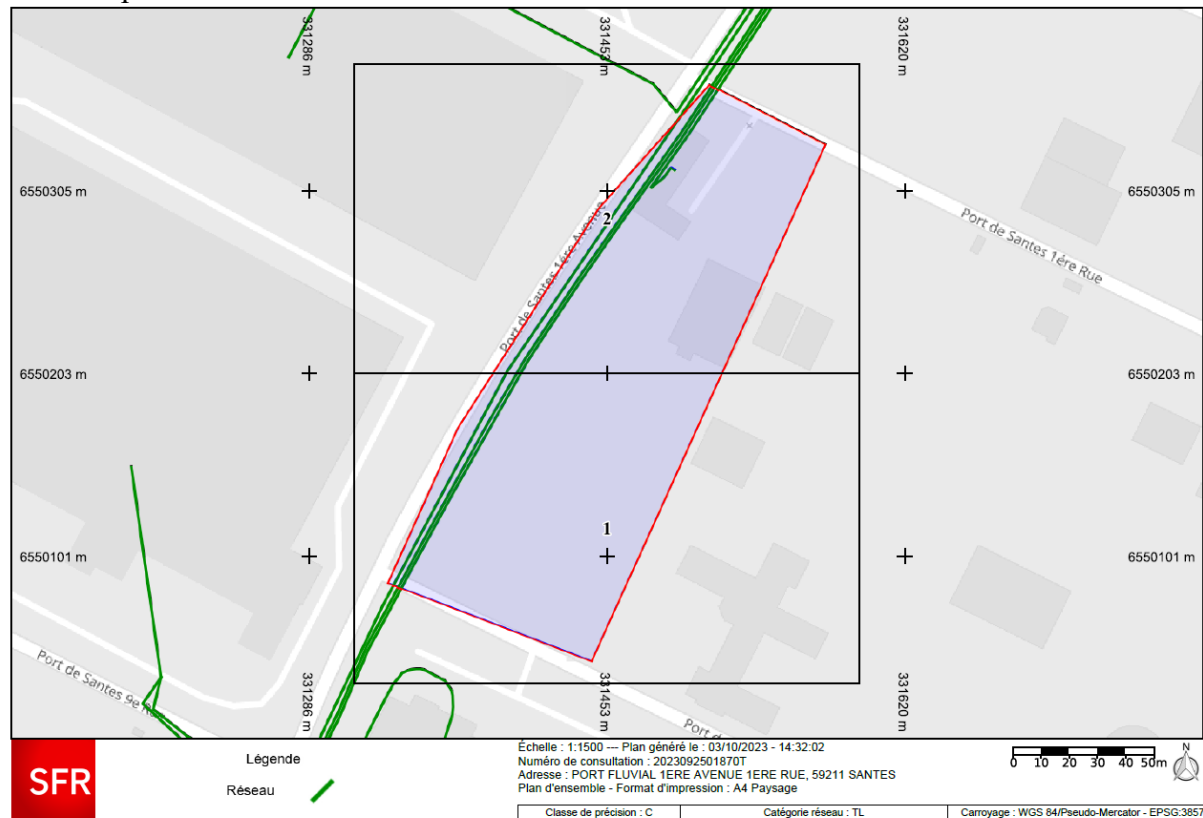 331286 m
331453 m
331620 m
6550305 m
6550305 m
2
Port de Santes 1ère Rue
Port de Santes 1ère Avenue
6550203 m
6550203 m
1
6550101 m
6550101 m
Port de Santes 9e
331286 m
331453 m
331620 m
Port de
SFR
Légende
Réseau
Échelle : 1:1500 --- Plan généré le : 03/10/2023 - 14:32:02
Numéro de consultation : 2023092501870T
Adresse : PORT FLUVIAL 1ERE AVENUE 1ERE RUE, 59211 SANTES
Plan d'ensemble - Format d'impression : A4 Paysage
0 10 20 30 40 50m
N
Classe de précision : C
Catégorie réseau : TL
Carroyage : WGS 84/Pseudo-Mercator - EPSG:3857